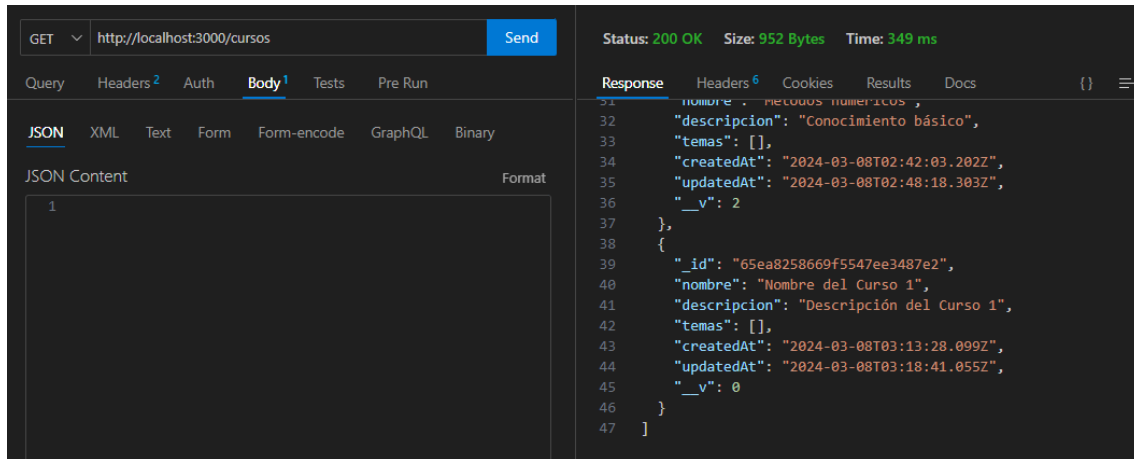 GET http://localhost:3000/cursos Send
Query Headers 2 Auth Body 1 Tests Pre Run
JSON XML Text Form Form-encode GraphQL Binary
JSON Content Format
1
Status: 200 OK Size: 952 Bytes Time: 349 ms
Response Headers 6 Cookies Results Docs {}
31 "nombre": "Metodos numericos",
32 "descripcion": "Conocimiento básico",
33 "temas": [],
34 "createdAt": "2024-03-08T02:42:03.202Z",
35 "updatedAt": "2024-03-08T02:48:18.303Z",
36 "__v": 2
37 },
38 {
39 "_id": "65ea8258669f5547ee3487e2",
40 "nombre": "Nombre del Curso 1",
41 "descripcion": "Descripción del Curso 1",
42 "temas": [],
43 "createdAt": "2024-03-08T03:13:28.099Z",
44 "updatedAt": "2024-03-08T03:18:41.055Z",
45 "__v": 0
46 }
47 ]